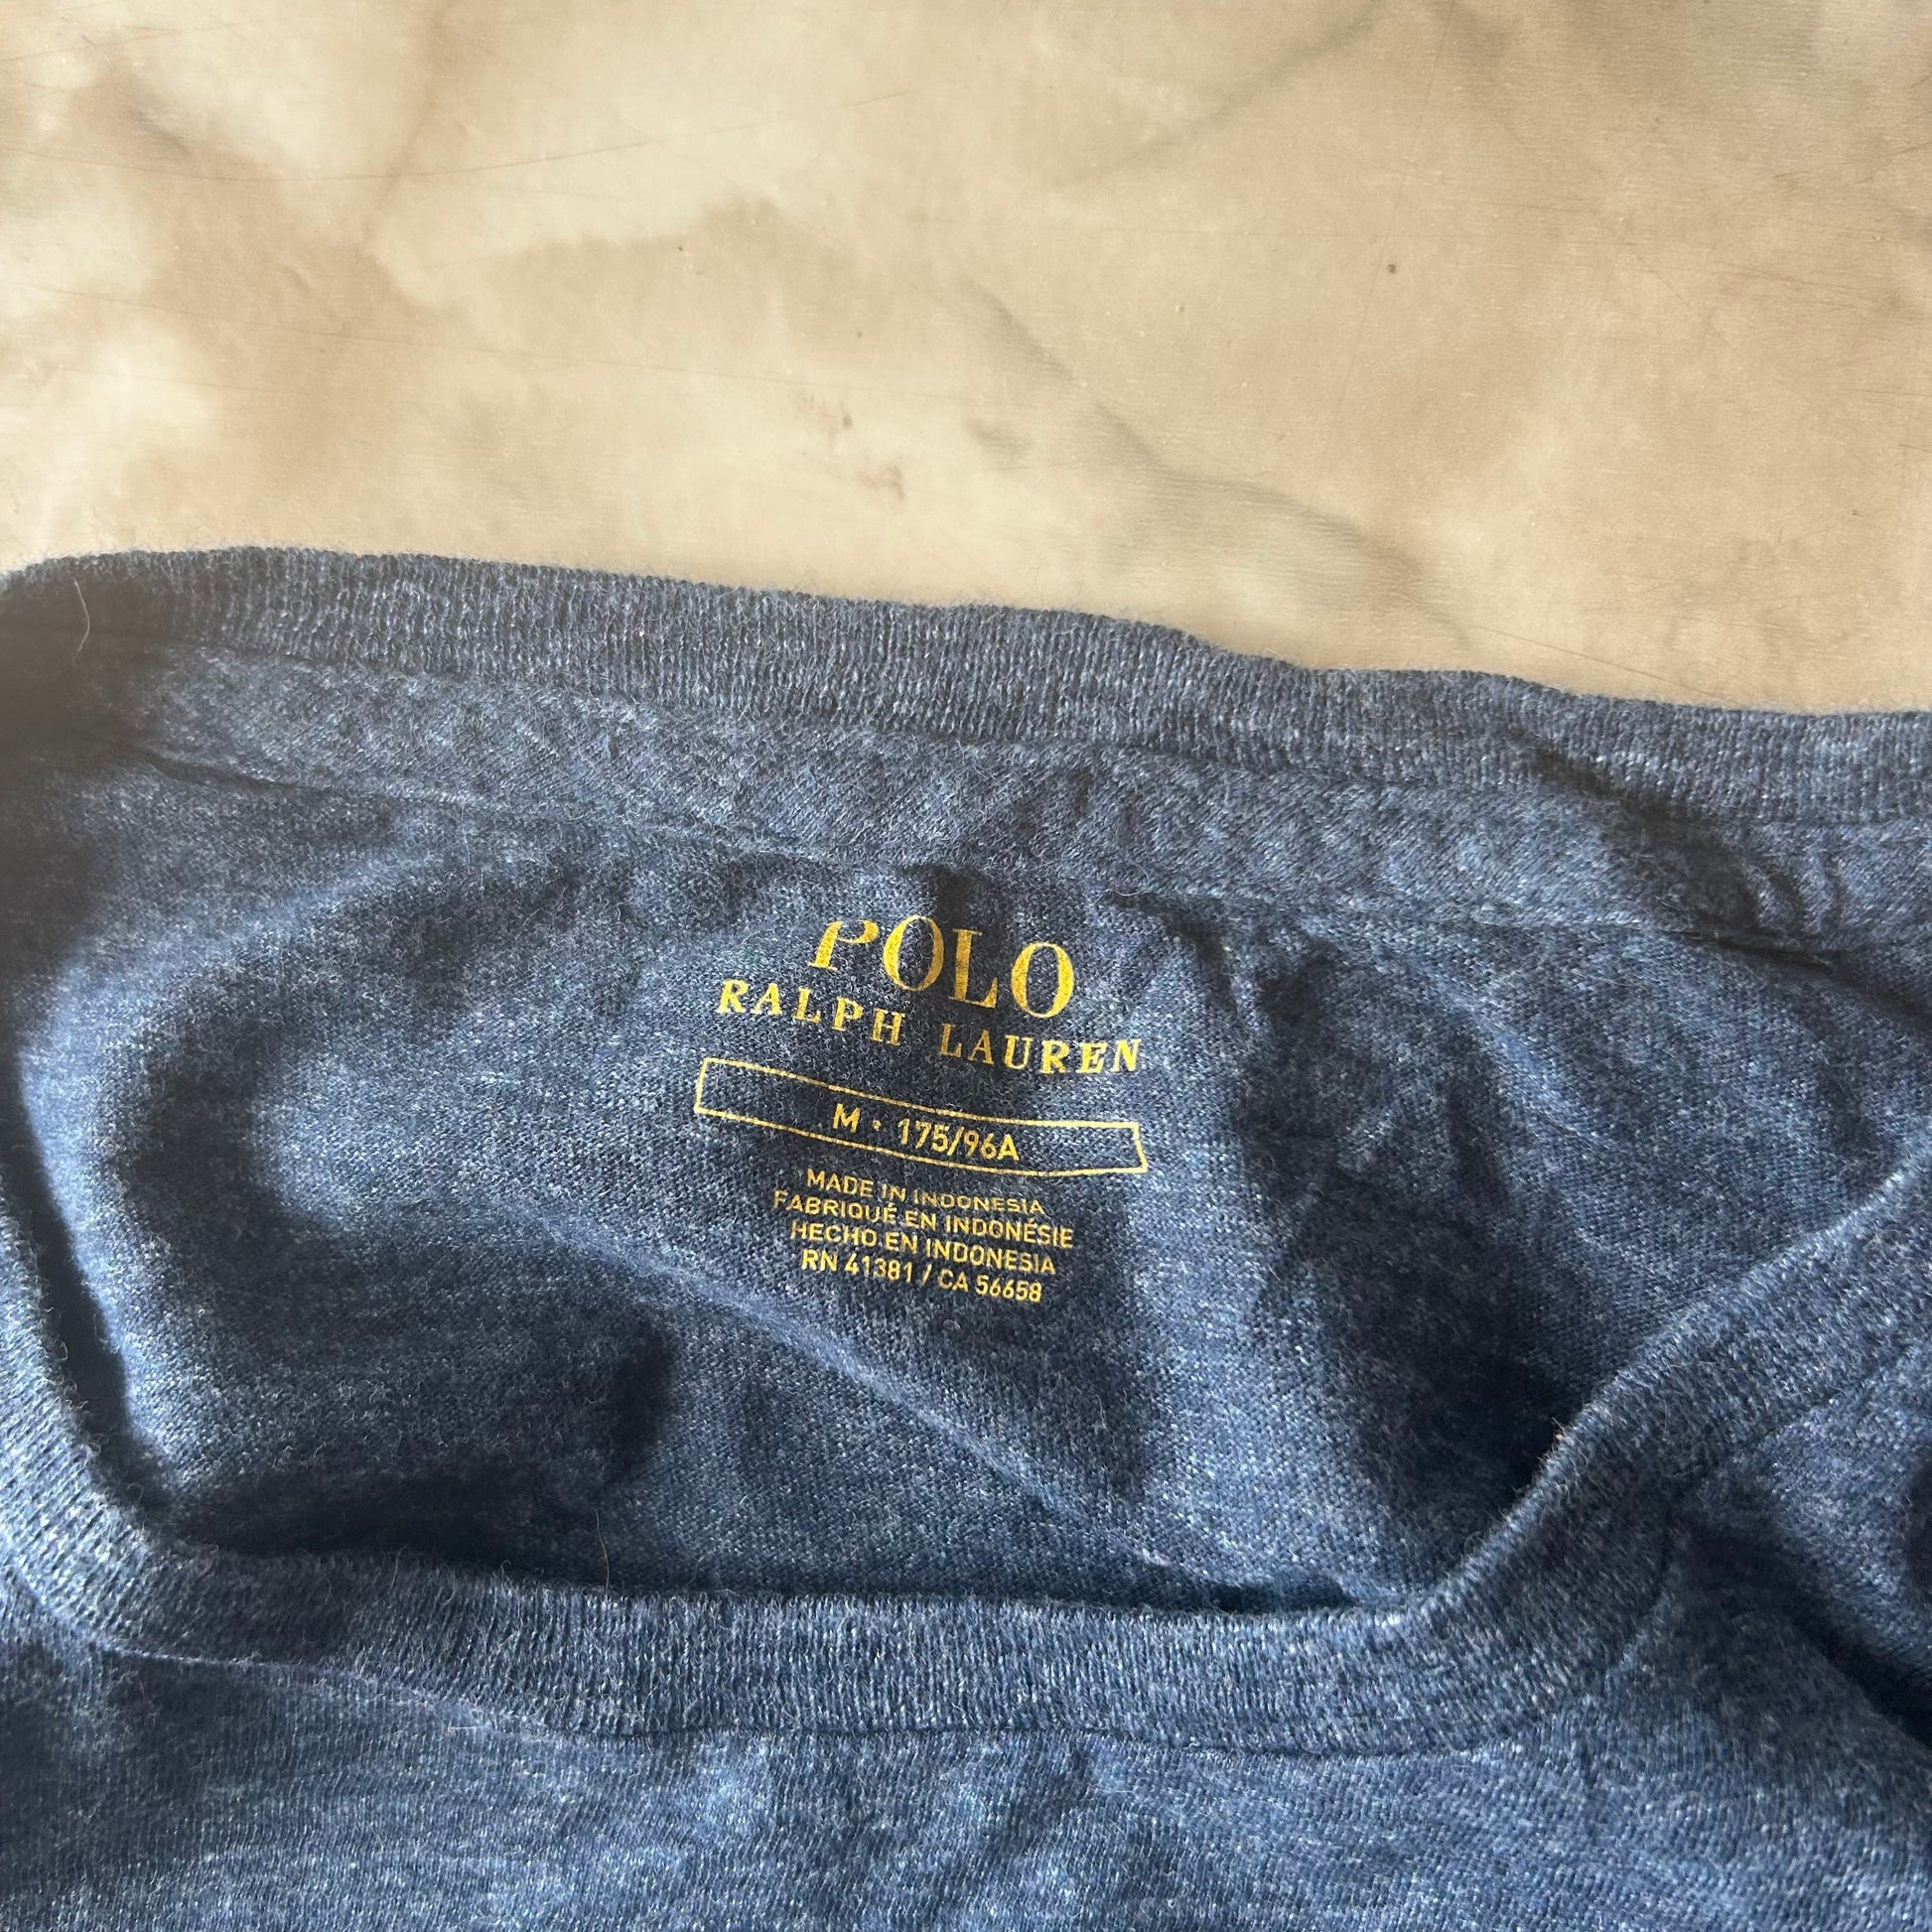 POLO
RALPH LAUREN
M • 175/96A
MADE IN INDONESIA
FABRIQUÉ EN INDONÉSIE
HECHO EN INDONESIA
RN 41381 / CA 56658